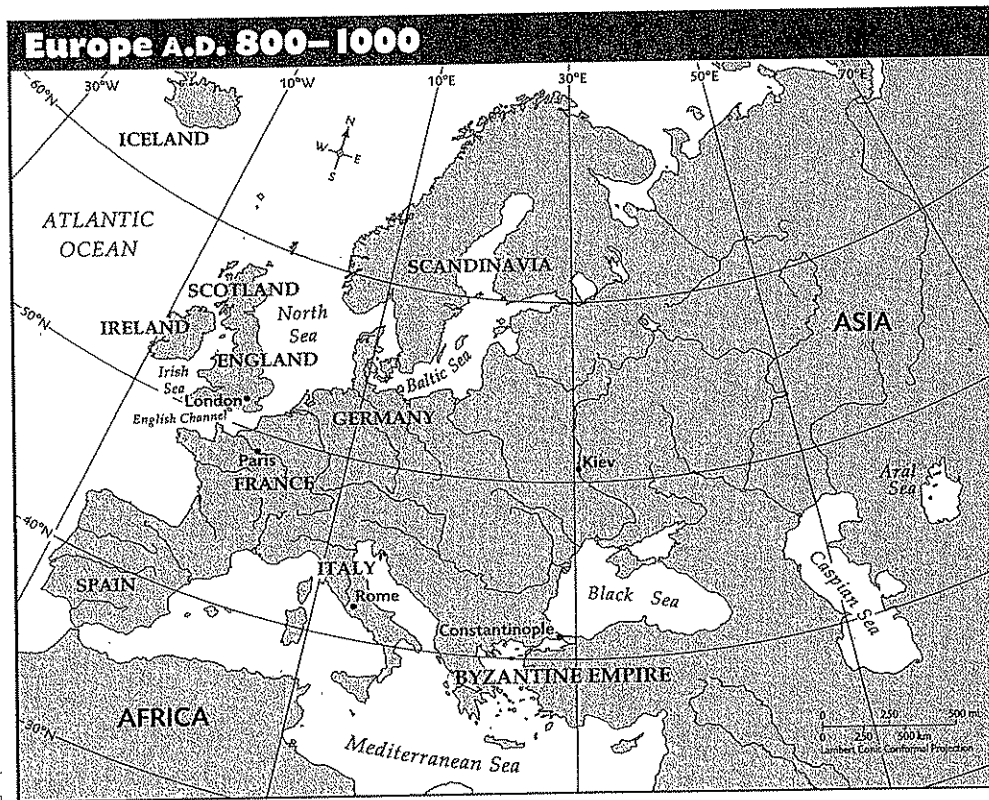 Europe A.D. 800–1000
30°W
10°W
10°E
30°E
50°E
70°E
60°N
ICELAND
N
W E
S
ATLANTIC
OCEAN
SCANDINAVIA
SCOTLAND
North
Sea
50°N
IRELAND
ASIA
ENGLAND
Irish
Sea
Baltic Sea
London
English Channel
GERMANY
Paris
Kiev
FRANCE
Aral
Sea
40°N
ITALY
SPAIN
Rome
Black Sea
Caspian Sea
Constantinople
BYZANTINE EMPIRE
AFRICA
30°N
Mediterranean Sea
0 250 500 mi.
0 250 500 km
Lambert Conic Conformal Projection